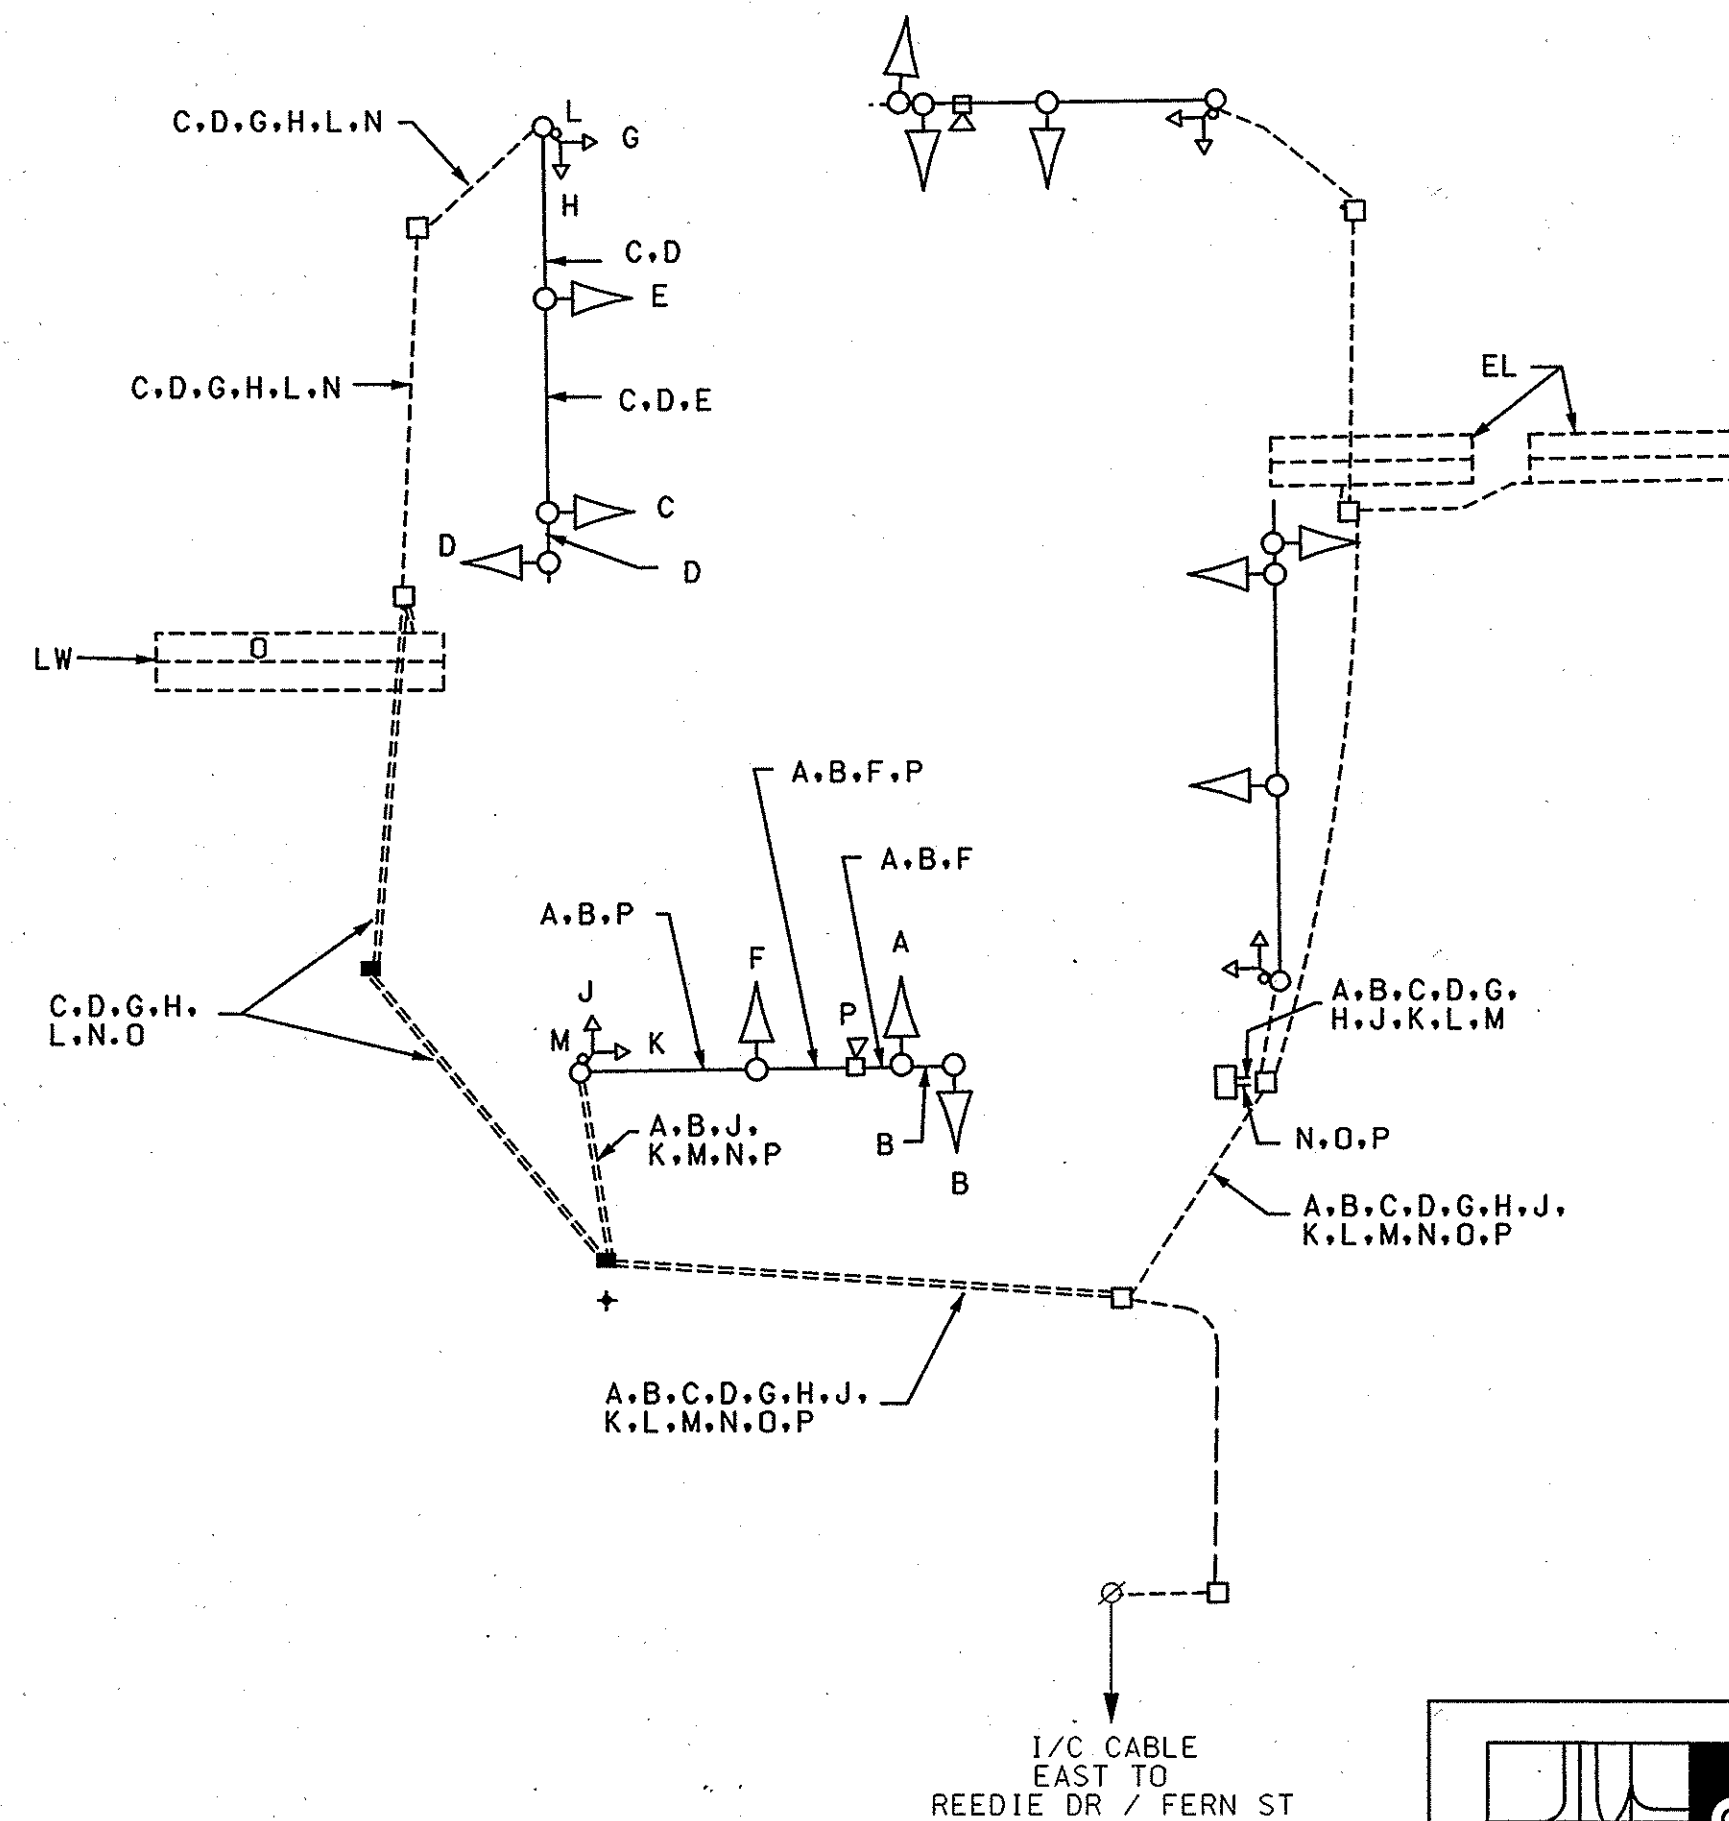 C,D,G,H,L,N
L
G
H
C,D
E
C,D,G,H,L,N
C,D,E
EL
C
D
D
LW
O
A,B,F,P
A,B,F
A,B,P
A
F
C,D,G,H,
L,N,O
J
P
M
K
A,B,C,D,G,
H,J,K,L,M
A,B,J,
K,M,N,P
B
N,O,P
B
A,B,C,D,G,H,J,
K,L,M,N,O,P
A,B,C,D,G,H,J,
K,L,M,N,O,P
I/C CABLE
EAST TO
REEDIE DR / FERN ST